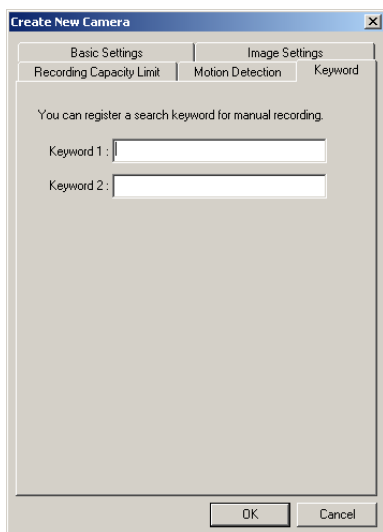 Create New Camera
Basic Settings Image Settings
Recording Capacity Limit Motion Detection Keyword
You can register a search keyword for manual recording.
Keyword 1 :
Keyword 2 :
OK Cancel